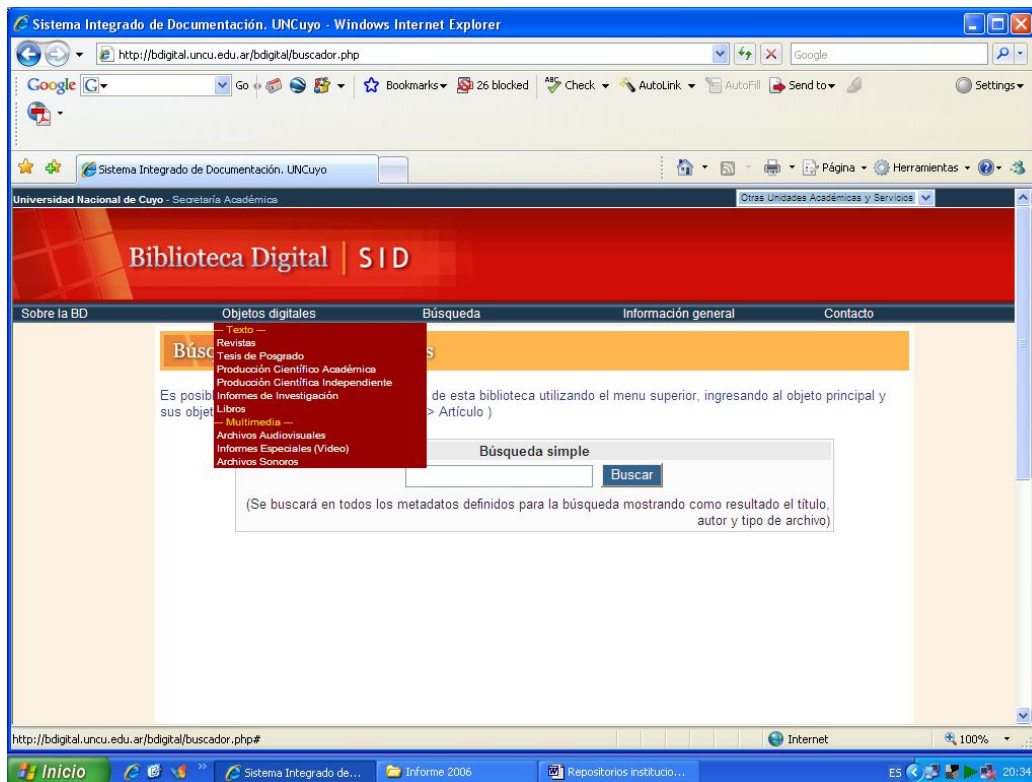 Sistema Integrado de Documentación. UNCuyo - Windows Internet Explorer
http://bdigital.uncu.edu.ar/bdigital/buscador.php
Google
Google G Go Bookmarks 26 blocked Check AutoLink AutoFill Send to Settings
Sistema Integrado de Documentación. UNCuyo
Página Herramientas
Universidad Nacional de Cuyo - Secretaría Académica
Otras Unidades Académicas y Servicios
Biblioteca Digital | SID
Sobre la BD Objetos digitales Búsqueda Información general Contacto
--- Texto ---
Revistas
Tesis de Posgrado
Producción Científico Académica
Producción Científica Independiente
Informes de Investigación
Libros
--- Multimedia ---
Archivos Audiovisuales
Informes Especiales (Video)
Archivos Sonoros
Búsq s
Es posibl de esta biblioteca utilizando el menu superior, ingresando al objeto principal y
sus objet > Artículo )
Búsqueda simple
Buscar
(Se buscará en todos los metadatos definidos para la búsqueda mostrando como resultado el título,
autor y tipo de archivo)
http://bdigital.uncu.edu.ar/bdigital/buscador.php#
Internet
100%
Inicio
Sistema Integrado de...
Informe 2006
Repositorios institucio...
ES
20:34